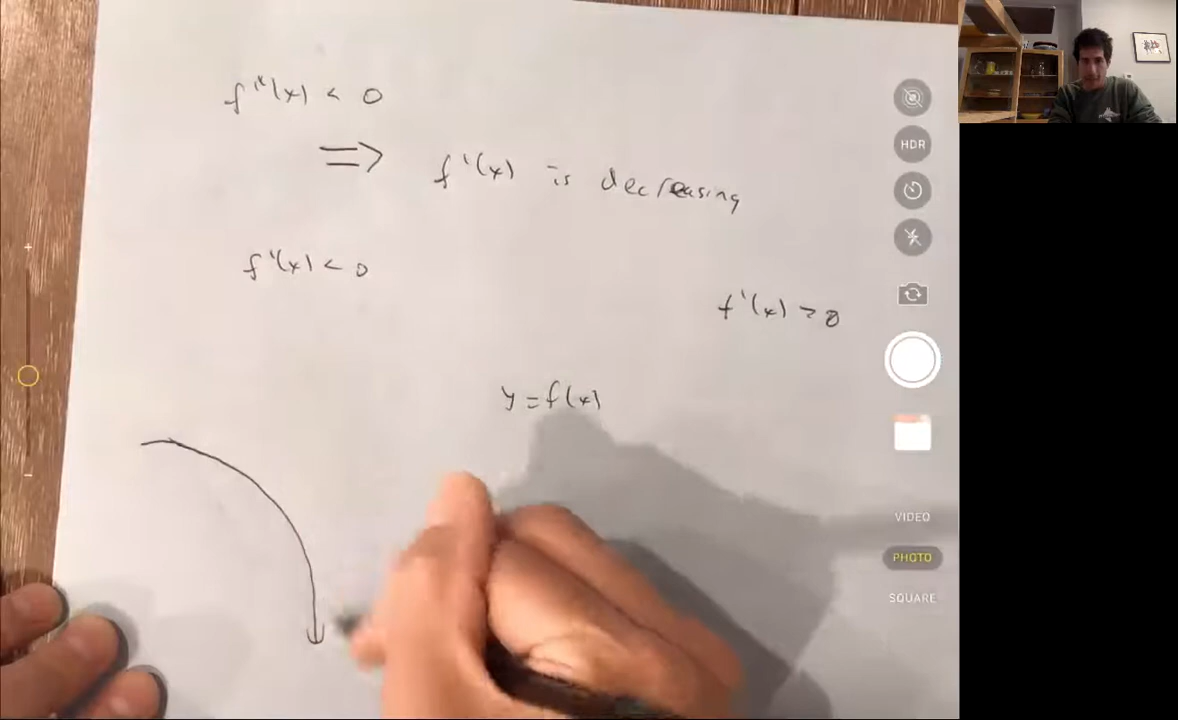 f''(x) < 0
⇒ f'(x) is decreasing
f'(x) < 0
f'(x) > 0
y = f(x)
HDR
VIDEO
PHOTO
SQUARE